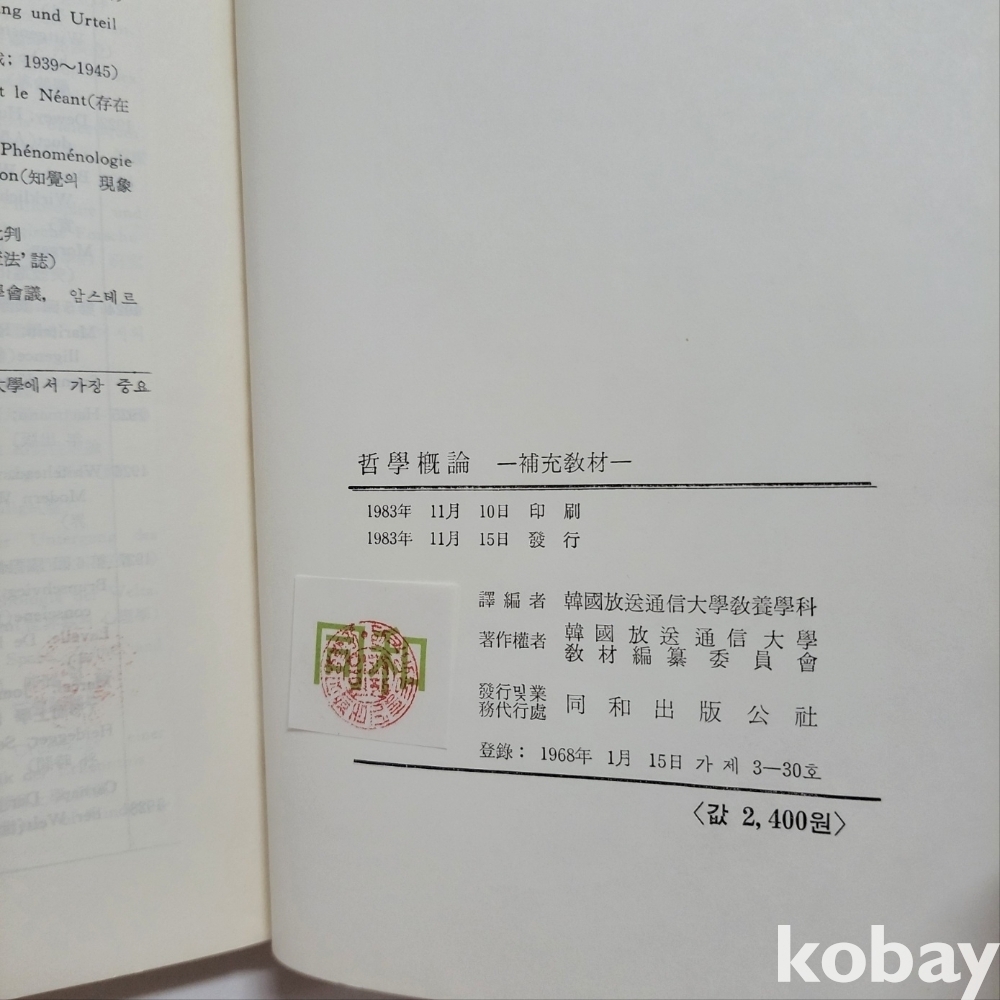 ng und Urteil
; 1939～1945)
t le Néant(存在
Phénoménologie
on(知覺의 現象
批判
法'誌)
學會議, 암스테르
大學에서 가장 중요
哲學槪論 —補充敎材—
1983年 11月 10日 印刷
1983年 11月 15日 發行
譯編者 韓國放送通信大學敎養學科
著作權者 韓國放送通信大學
敎材編纂委員會
發行및業
務代行處 同和出版公社
登錄: 1968年 1月 15日 가 제 3—30호
〈값 2,400원〉
同和
kobay